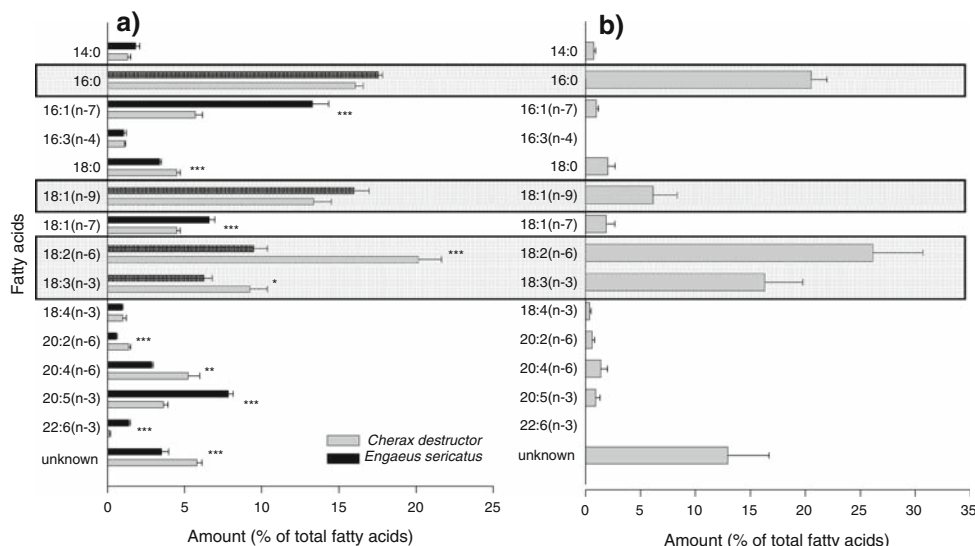 a)
b)
Fatty acids
14:0
16:0
16:1(n-7)
***
16:3(n-4)
18:0
***
18:1(n-9)
18:1(n-7)
***
18:2(n-6)
***
18:3(n-3)
*
18:4(n-3)
20:2(n-6)
***
20:4(n-6)
**
20:5(n-3)
***
22:6(n-3)
***
unknown
***
Cherax destructor
Engaeus sericatus
0 5 10 15 20 25
Amount (% of total fatty acids)
14:0
16:0
16:1(n-7)
16:3(n-4)
18:0
18:1(n-9)
18:1(n-7)
18:2(n-6)
18:3(n-3)
18:4(n-3)
20:2(n-6)
20:4(n-6)
20:5(n-3)
22:6(n-3)
unknown
0 5 10 15 20 25 30 35
Amount (% of total fatty acids)